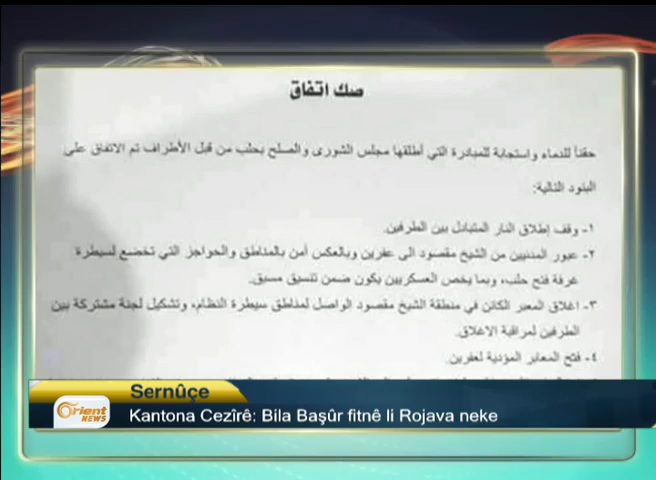 صك اتفاق
حقناً للدماء واستجابة للمبادرة التي أطلقها مجلس الشورى والصلح بحلب من قبل الأطراف تم الاتفاق على
البنود التالية:
١- وقف إطلاق النار المتبادل بين الطرفين.
٢- عبور المدنيين من الشيخ مقصود الى عفرين وبالعكس أمن بالمناطق والحواجز التي تخضع لسيطرة
غرفة فتح حلب، وبما يخص العسكريين يكون ضمن تنسيق مسبق.
٣- اغلاق المعبر الكائن في منطقة الشيخ مقصود الواصل لمناطق سيطرة النظام، وتشكيل لجنة مشتركة بين
الطرفين لمراقبة الاغلاق.
٤- فتح المعابر المؤدية لعفرين.
Sernûçe
Orient
NEWS
Kantona Cezîrê: Bila Başûr fitnê li Rojava neke